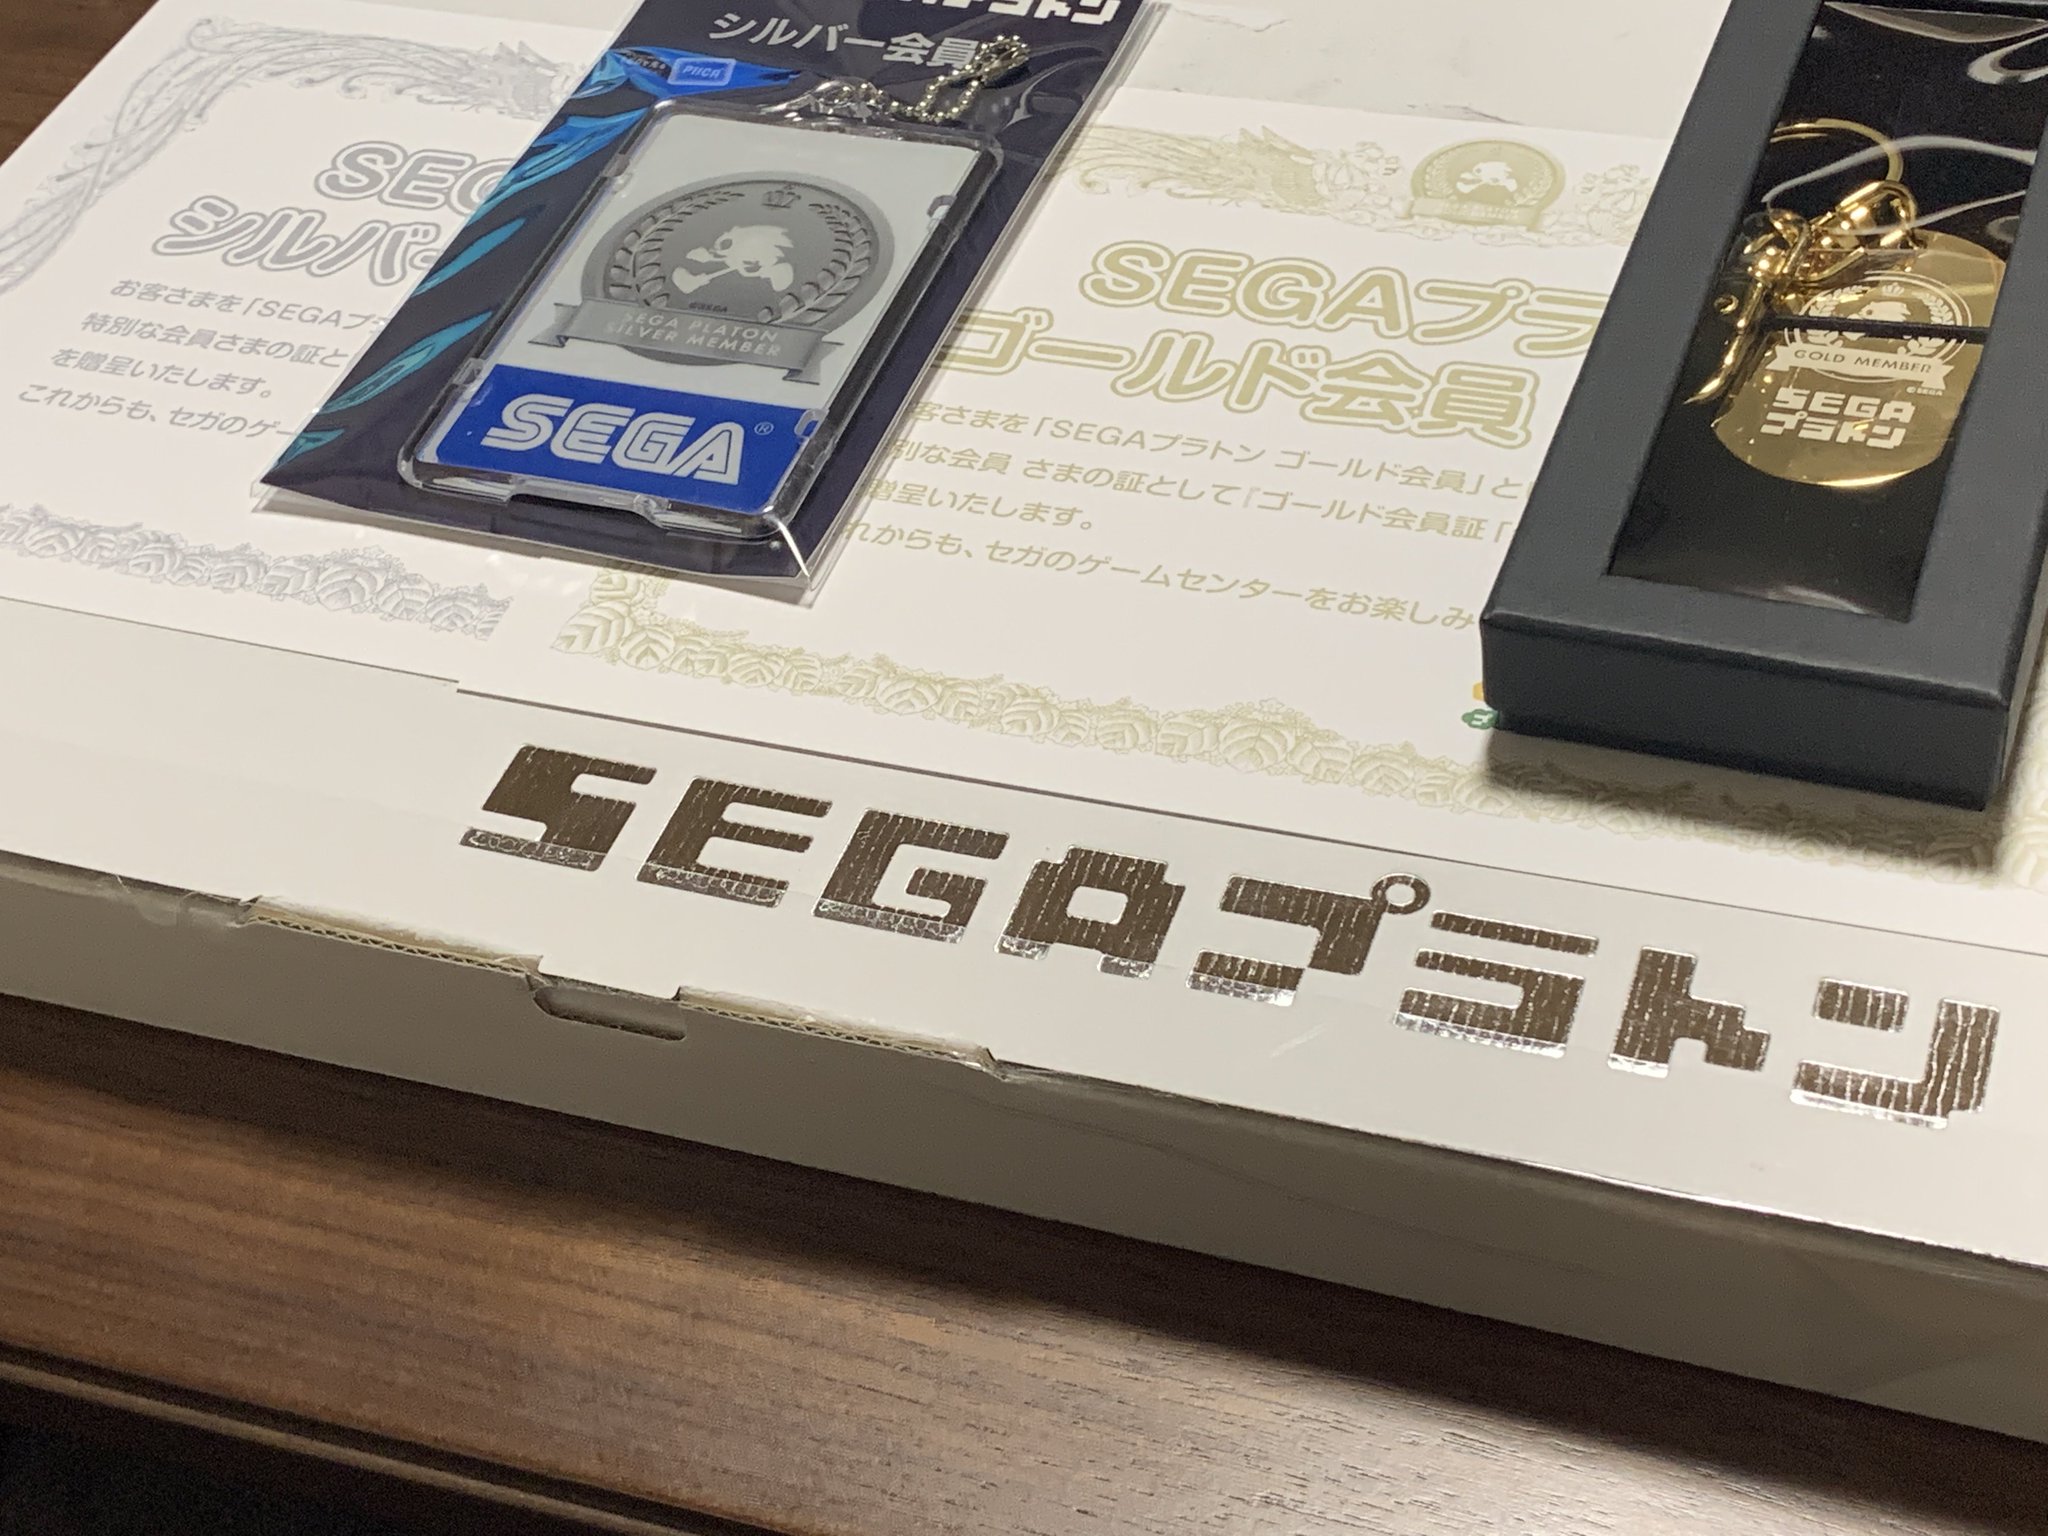 シルバー会員
PiiCA
SEGA
シルバー
お客さまを「SEGAプ
特別な会員さまの証と
を贈呈いたします。
これからも、セガのゲー
©SEGA
SEGA PLATON
SILVER MEMBER
SEGA®
SEGAプラ
ゴールド会員
客さまを「SEGAプラトン ゴールド会員」と
別な会員 さまの証として『ゴールド会員証「
贈呈いたします。
れからも、セガのゲームセンターをお楽しみ
GOLD MEMBER
©SEGA
SEGA
プラトン
SEGAプラトン